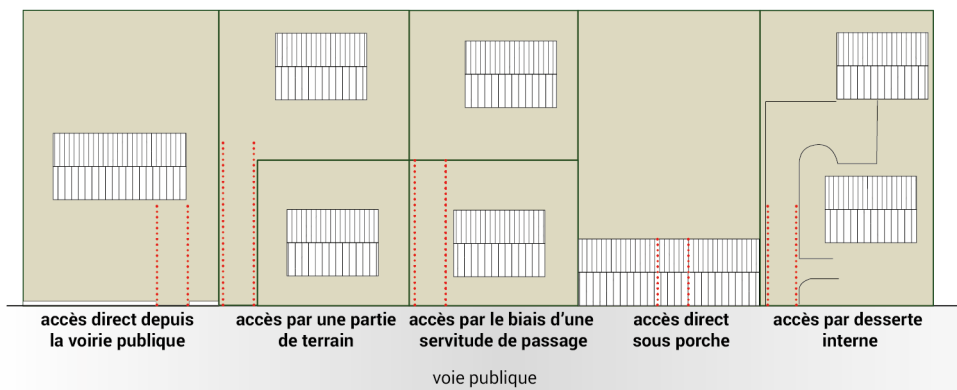 accès direct depuis
la voirie publique
accès par une partie
de terrain
accès par le biais d'une
servitude de passage
accès direct
sous porche
accès par desserte
interne
voie publique